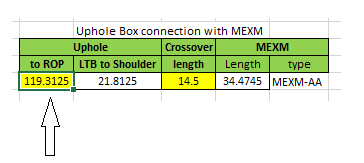 Uphole Box connection with MEXM
Uphole Crossover MEXM
to ROP LTB to Shoulder length Length type
119.3125 21.8125 14.5 34.4745 MEXM-AA